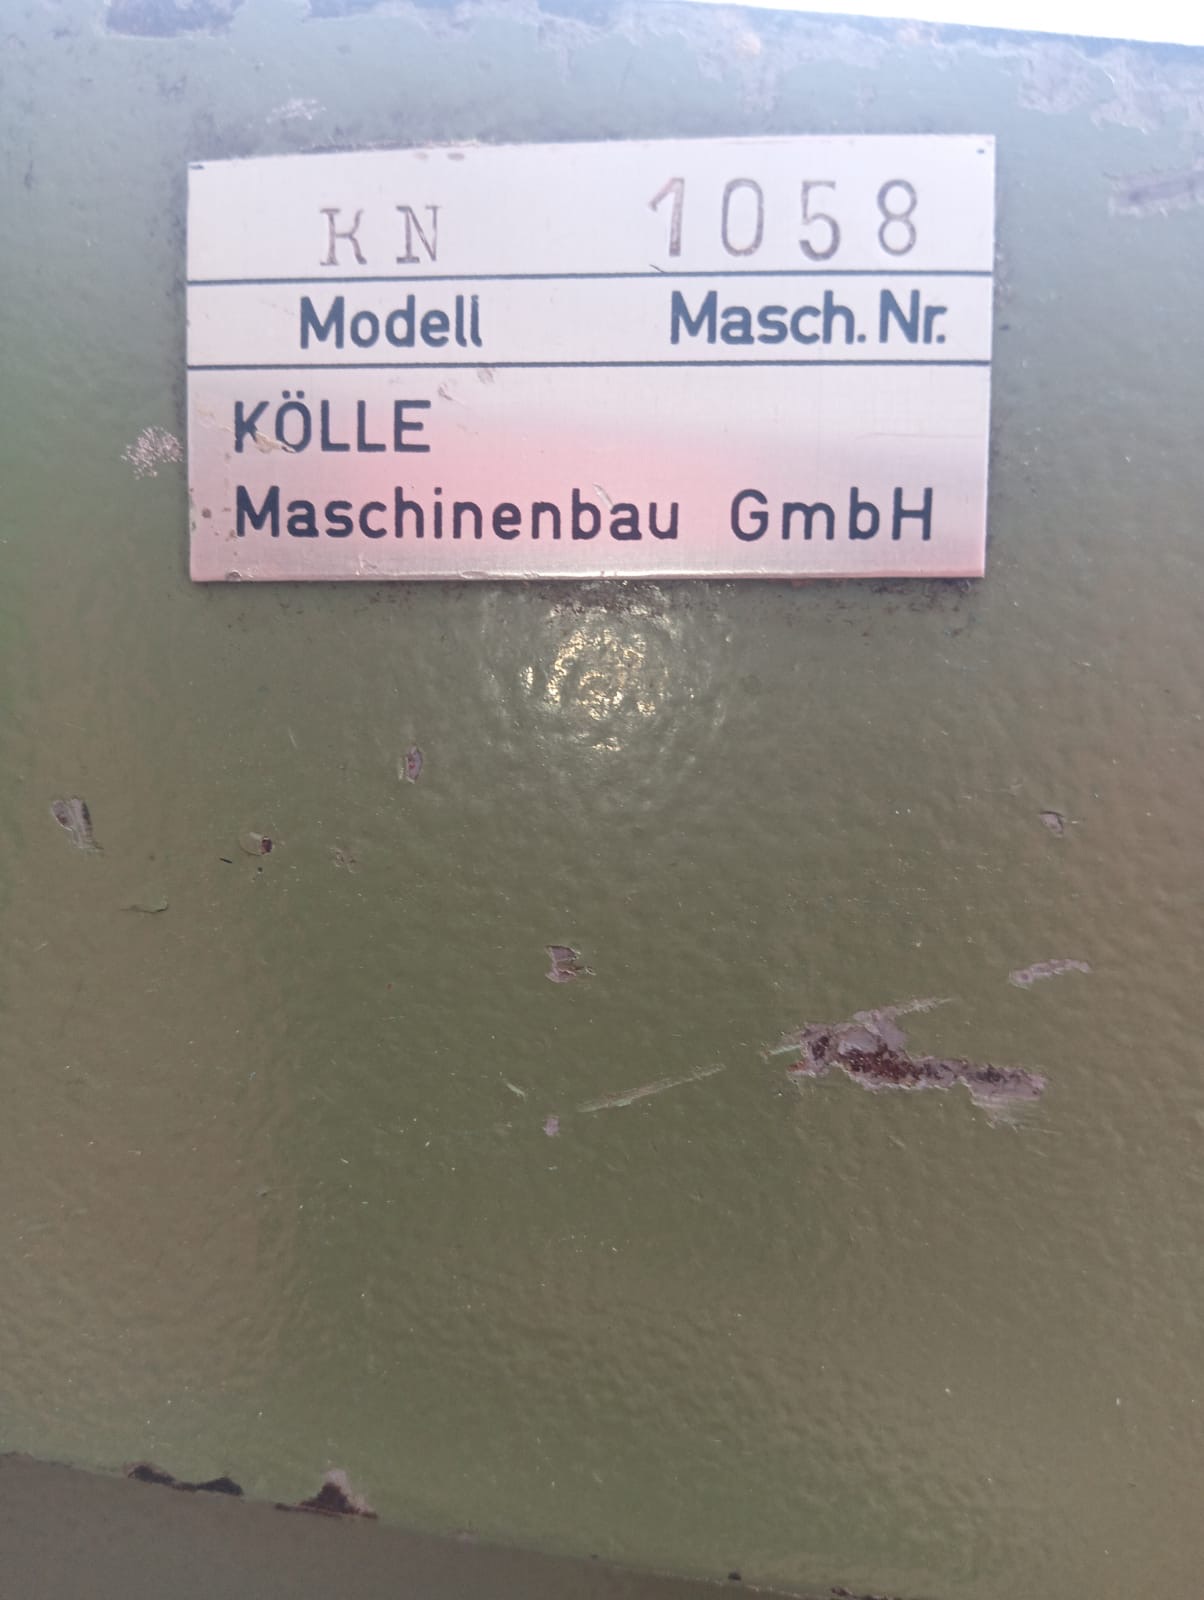 KN 1058
Modell Masch. Nr.
KÖLLE
Maschinenbau GmbH